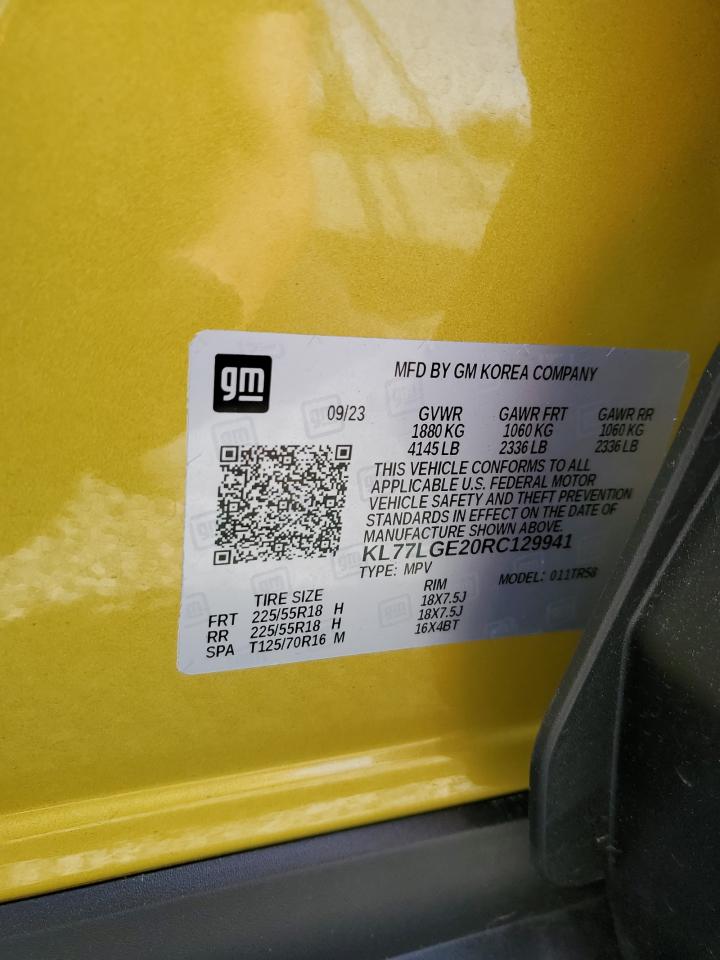 gm
MFD BY GM KOREA COMPANY
09/23 GVWR GAWR FRT GAWR RR
1880 KG 1060 KG 1060 KG
4145 LB 2336 LB 2336 LB
THIS VEHICLE CONFORMS TO ALL
APPLICABLE U.S. FEDERAL MOTOR
VEHICLE SAFETY AND THEFT PREVENTION
STANDARDS IN EFFECT ON THE DATE OF
MANUFACTURE SHOWN ABOVE.
KL77LGE20RC129941
TYPE: MPV MODEL: 011TR58
TIRE SIZE RIM
FRT 225/55R18 H 18X7.5J
RR 225/55R18 H 18X7.5J
SPA T125/70R16 M 16X4BT